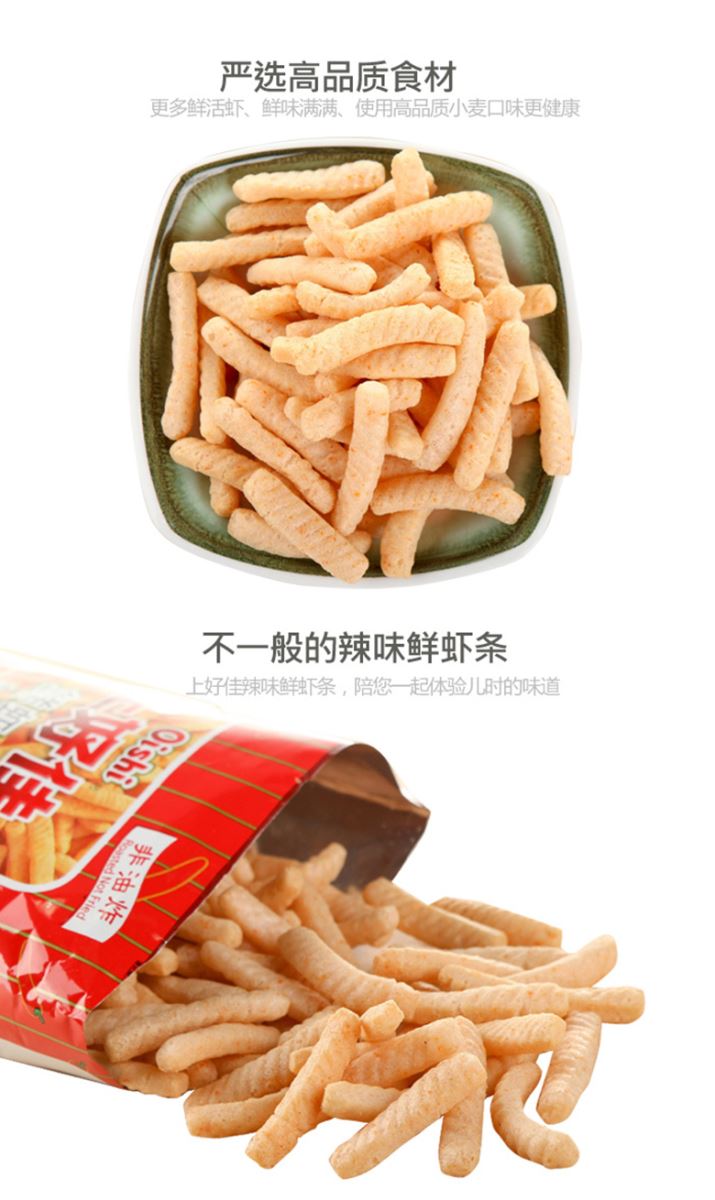 严选高品质食材
更多鲜活虾、鲜味满满、使用高品质小麦口味更健康
不一般的辣味鲜虾条
上好佳辣味鲜虾条，陪您一起体验儿时的味道
Oishi
好佳
非油炸
Roasted Not Fried